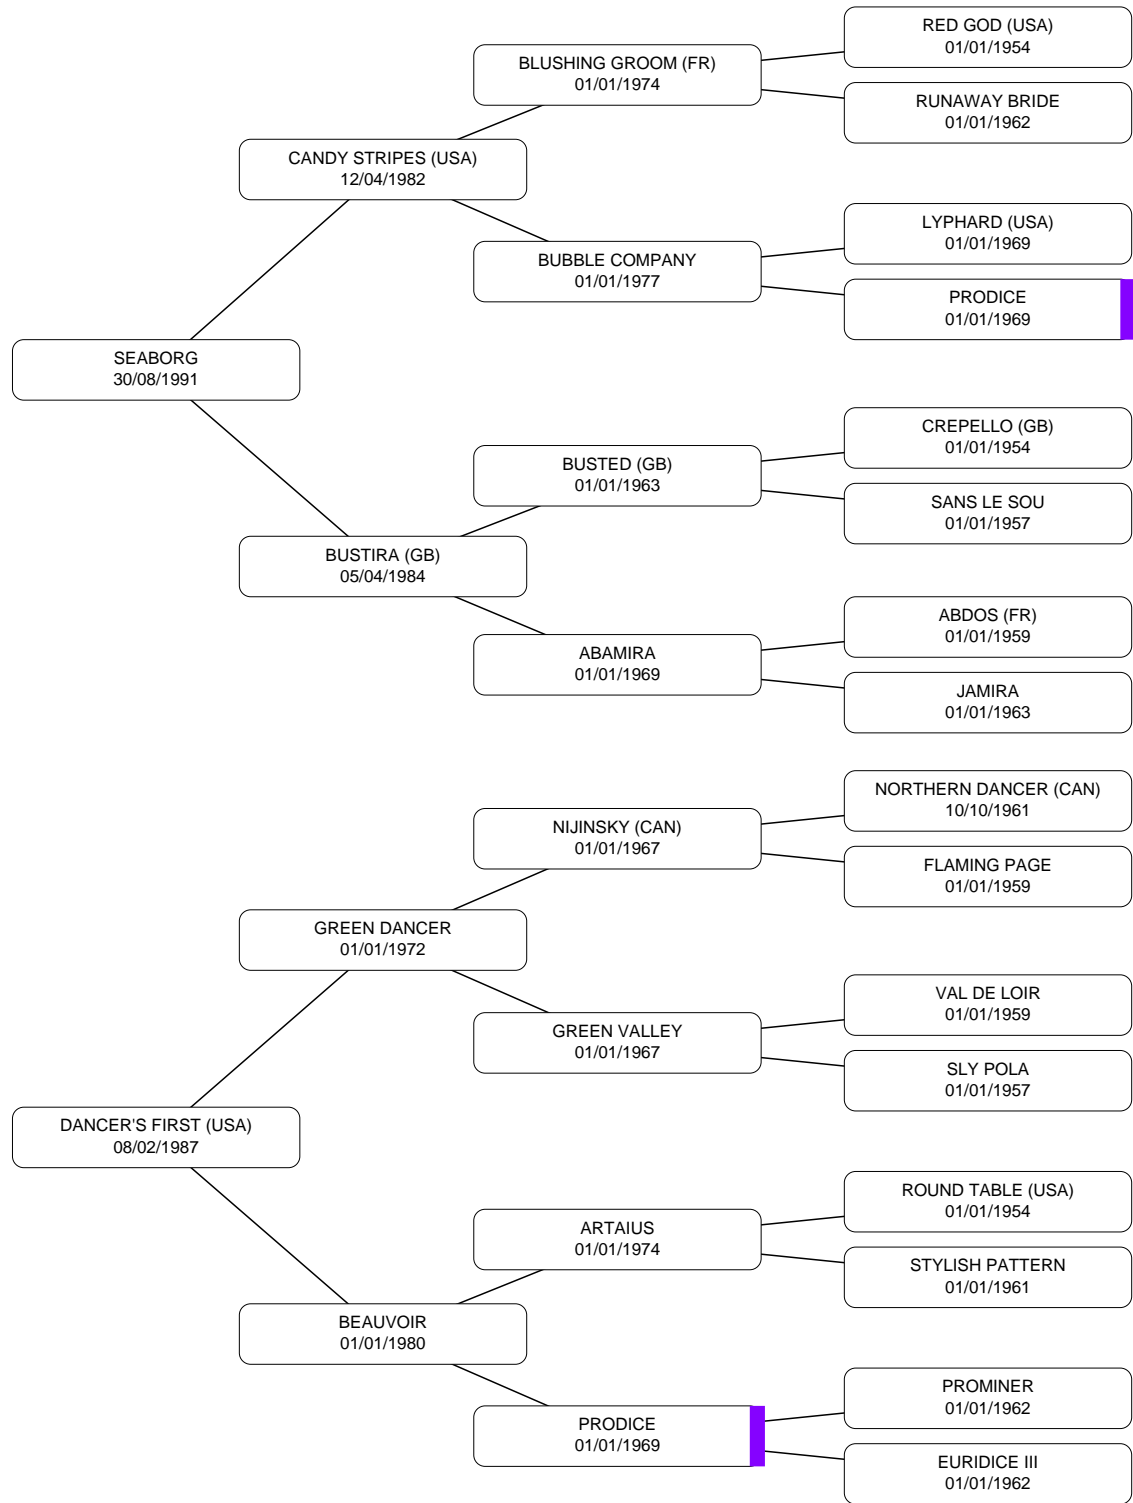 RED GOD (USA)
01/01/1954
BLUSHING GROOM (FR)
01/01/1974
RUNAWAY BRIDE
01/01/1962
CANDY STRIPES (USA)
12/04/1982
LYPHARD (USA)
01/01/1969
BUBBLE COMPANY
01/01/1977
PRODICE
01/01/1969
SEABORG
30/08/1991
CREPELLO (GB)
01/01/1954
BUSTED (GB)
01/01/1963
SANS LE SOU
01/01/1957
BUSTIRA (GB)
05/04/1984
ABDOS (FR)
01/01/1959
ABAMIRA
01/01/1969
JAMIRA
01/01/1963
NORTHERN DANCER (CAN)
10/10/1961
NIJINSKY (CAN)
01/01/1967
FLAMING PAGE
01/01/1959
GREEN DANCER
01/01/1972
VAL DE LOIR
01/01/1959
GREEN VALLEY
01/01/1967
SLY POLA
01/01/1957
DANCER'S FIRST (USA)
08/02/1987
ROUND TABLE (USA)
01/01/1954
ARTAIUS
01/01/1974
STYLISH PATTERN
01/01/1961
BEAUVOIR
01/01/1980
PROMINER
01/01/1962
PRODICE
01/01/1969
EURIDICE III
01/01/1962